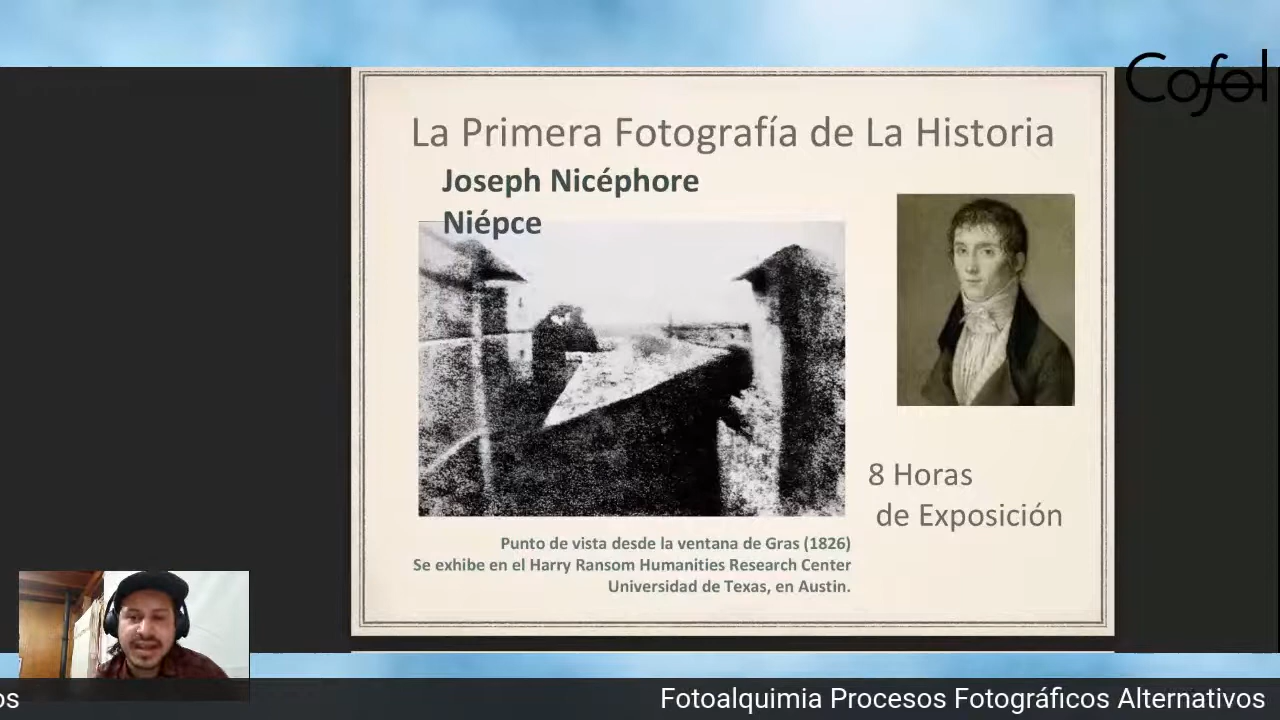 Cofol
La Primera Fotografía de La Historia
Joseph Nicéphore
Niépce
8 Horas
de Exposición
Punto de vista desde la ventana de Gras (1826)
Se exhibe en el Harry Ransom Humanities Research Center
Universidad de Texas, en Austin.
os
Fotoalquimia Procesos Fotográficos Alternativos